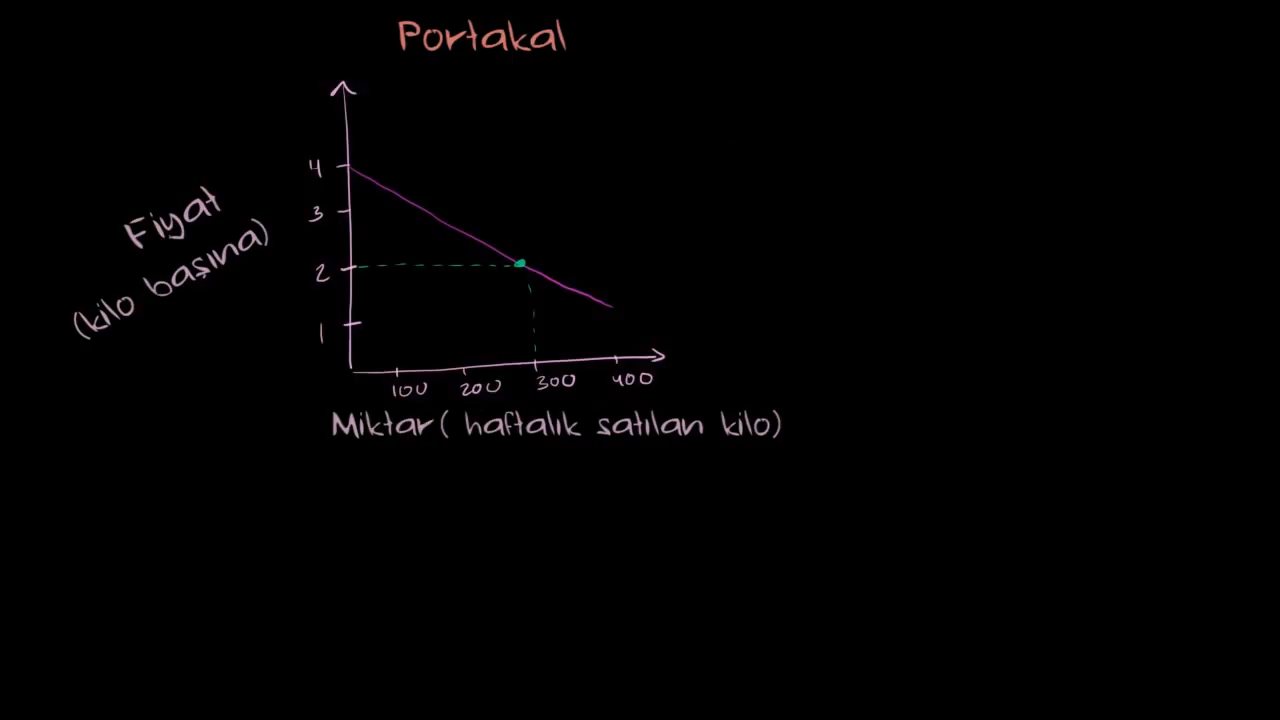 Portakal
4
3
2
1
Fiyat
(kilo başına)
100 200 300 400
Miktar ( haftalık satılan kilo)